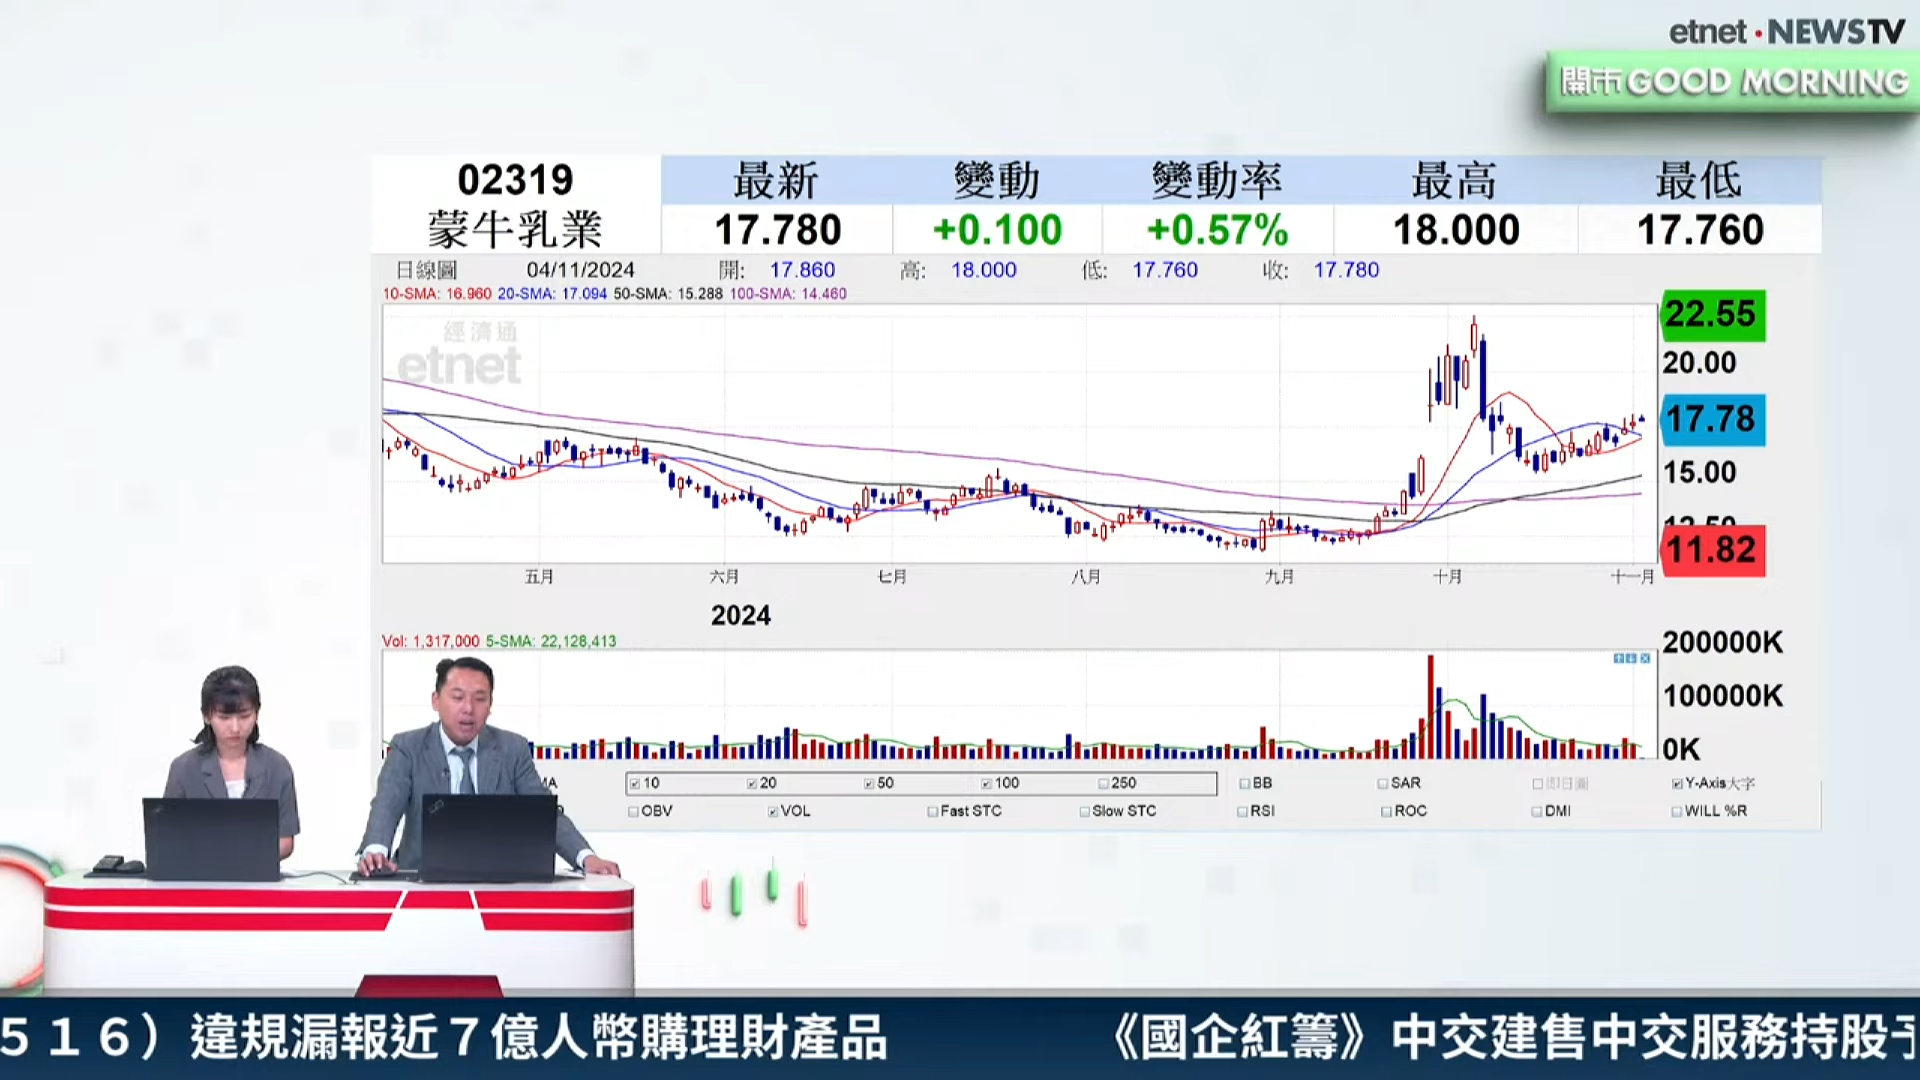 etnet NEWSTV
開市GOOD MORNING
02319 最新 變動 變動率 最高 最低
蒙牛乳業 17.780 +0.100 +0.57% 18.000 17.760
日線圖 04/11/2024 開: 17.860 高: 18.000 低: 17.760 收: 17.780
10-SMA: 16.960 20-SMA: 17.094 50-SMA: 15.288 100-SMA: 14.460
經濟通
etnet
22.55
20.00
17.78
15.00
12.50
11.82
五月 六月 七月 八月 九月 十月 十一月
2024
Vol: 1,317,000 5-SMA: 22,128,413
200000K
100000K
0K
MA 10 20 50 100 250 BB SAR 即日圖 Y-Axis大字
OBV VOL Fast STC Slow STC RSI ROC DMI WILL %R
５１６）違規漏報近７億人幣購理財產品 《國企紅籌》中交建售中交服務持股予